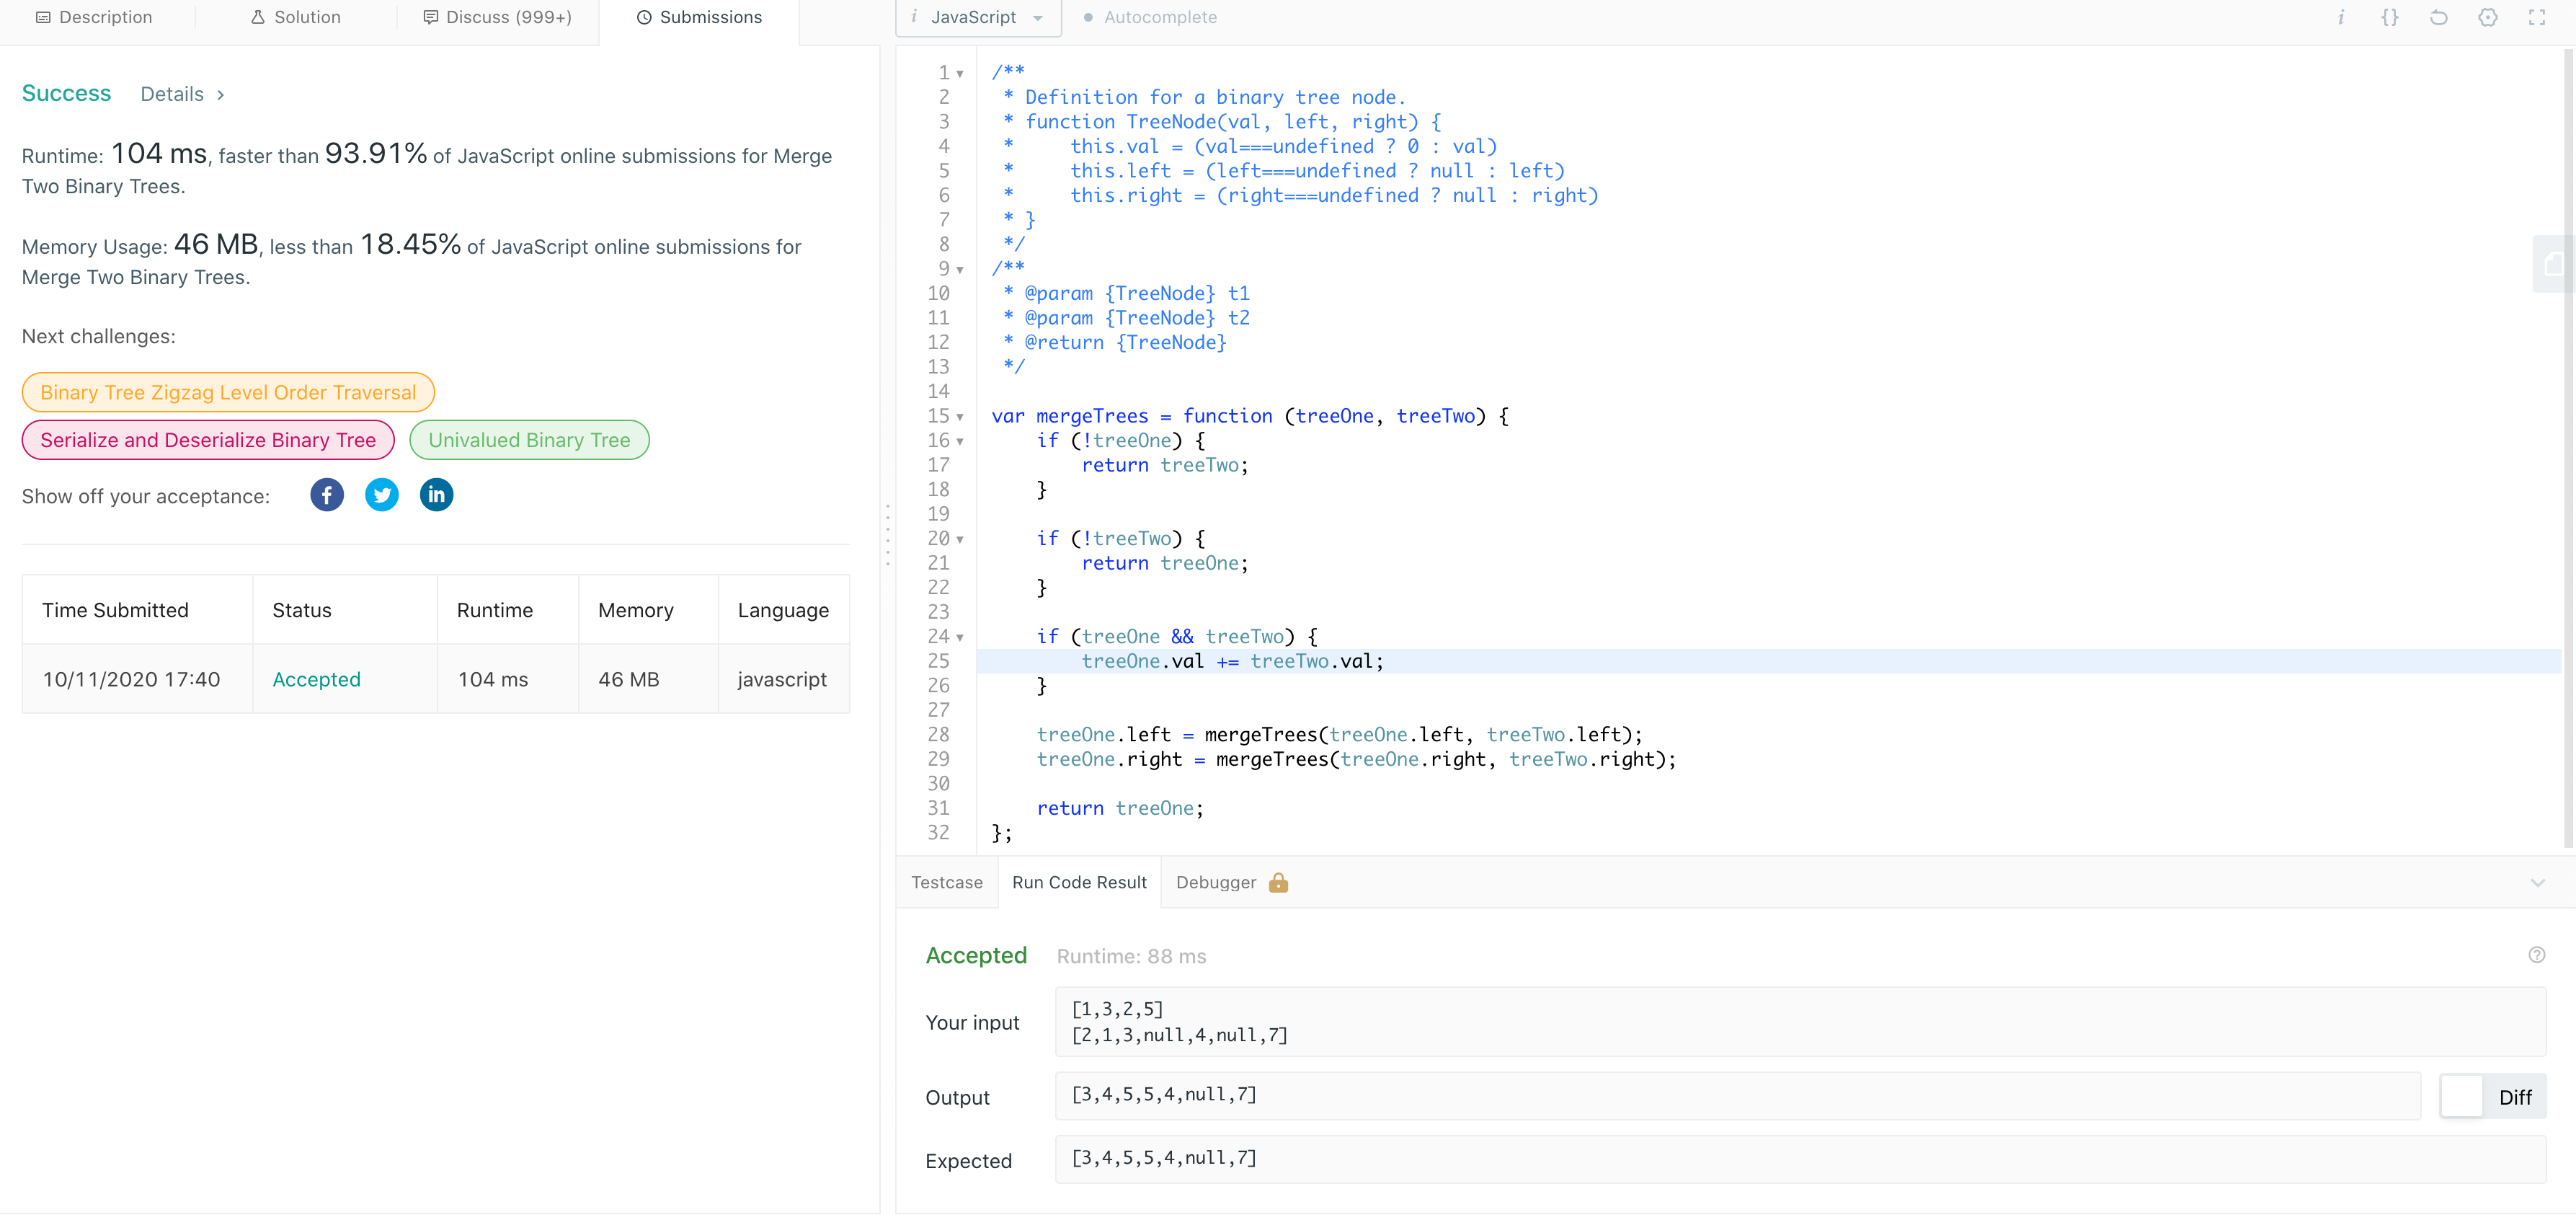 Description
Solution
Discuss (999+)
Submissions
Success Details >
Runtime: 104 ms, faster than 93.91% of JavaScript online submissions for Merge
Two Binary Trees.
Memory Usage: 46 MB, less than 18.45% of JavaScript online submissions for
Merge Two Binary Trees.
Next challenges:
Binary Tree Zigzag Level Order Traversal
Serialize and Deserialize Binary Tree Univalued Binary Tree
Show off your acceptance:
Time Submitted Status Runtime Memory Language
10/11/2020 17:40 Accepted 104 ms 46 MB javascript
i JavaScript Autocomplete
1 /**
2  * Definition for a binary tree node.
3  * function TreeNode(val, left, right) {
4  *     this.val = (val===undefined ? 0 : val)
5  *     this.left = (left===undefined ? null : left)
6  *     this.right = (right===undefined ? null : right)
7  * }
8  */
9 /**
10  * @param {TreeNode} t1
11  * @param {TreeNode} t2
12  * @return {TreeNode}
13  */
14
15 var mergeTrees = function (treeOne, treeTwo) {
16     if (!treeOne) {
17         return treeTwo;
18     }
19
20     if (!treeTwo) {
21         return treeOne;
22     }
23
24     if (treeOne && treeTwo) {
25         treeOne.val += treeTwo.val;
26     }
27
28     treeOne.left = mergeTrees(treeOne.left, treeTwo.left);
29     treeOne.right = mergeTrees(treeOne.right, treeTwo.right);
30
31     return treeOne;
32 };
Testcase Run Code Result Debugger
Accepted Runtime: 88 ms
Your input
[1,3,2,5]
[2,1,3,null,4,null,7]
Output [3,4,5,5,4,null,7] Diff
Expected [3,4,5,5,4,null,7]